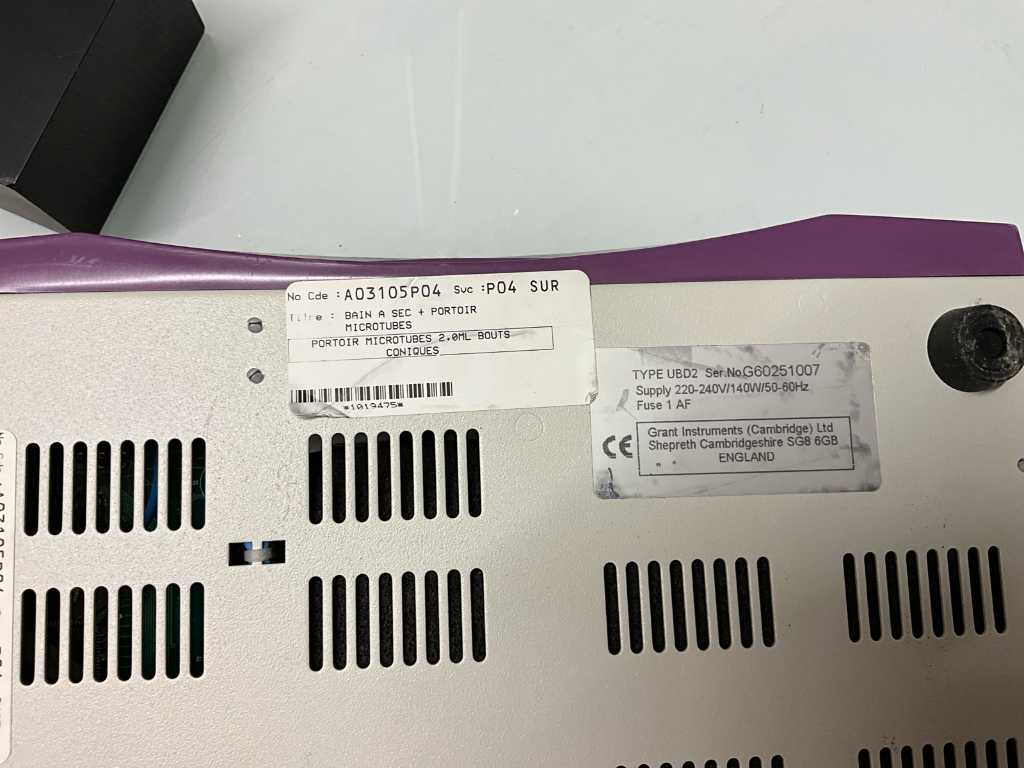 No Cde : A03105P04 Svc : P04 SUR
Titre : BAIN A SEC + PORTOIR
MICROTUBES
PORTOIR MICROTUBES 2.0ML BOUTS
CONIQUES
*1019475*
TYPE UBD2 Ser.No.G60251007
Supply 220-240V/140W/50-60Hz
Fuse 1 AF
CE
Grant Instruments (Cambridge) Ltd
Shepreth Cambridgeshire SG8 6GB
ENGLAND